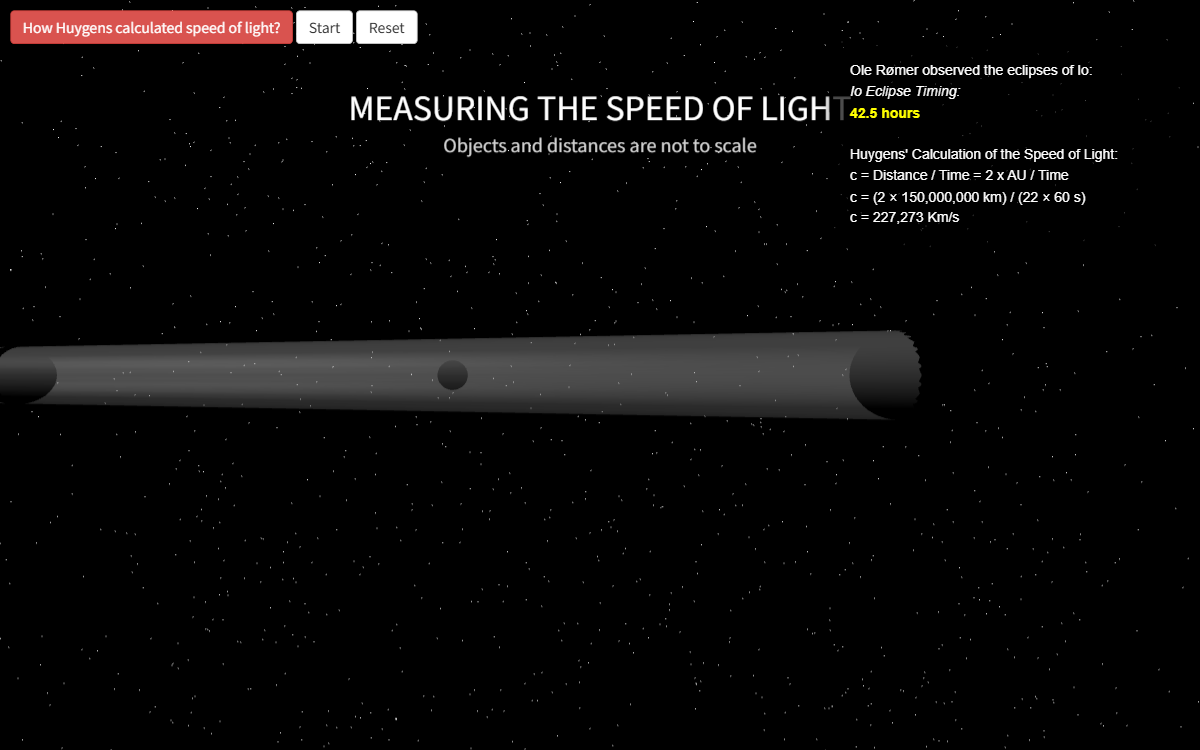 How Huygens calculated speed of light? Start Reset
MEASURING THE SPEED OF LIGHT
Objects and distances are not to scale
Ole Rømer observed the eclipses of Io:
Io Eclipse Timing:
42.5 hours
Huygens' Calculation of the Speed of Light:
c = Distance / Time = 2 x AU / Time
c = (2 × 150,000,000 km) / (22 × 60 s)
c = 227,273 Km/s